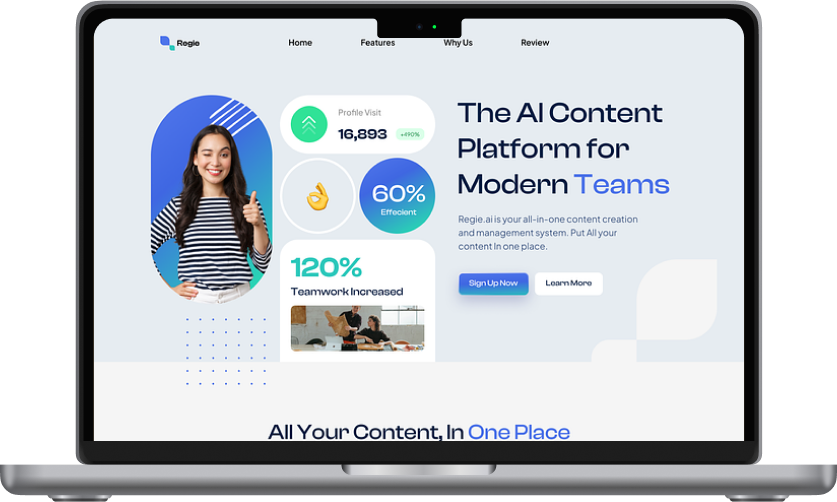 Regie
Home
Features
Why Us
Review
Profile Visit
16,893
+490%
60%
Effecient
120%
Teamwork Increased
The AI Content
Platform for
Modern Teams
Regie.ai is your all-in-one content creation
and management system. Put All your
content In one place.
Sign Up Now
Learn More
All Your Content, In One Place